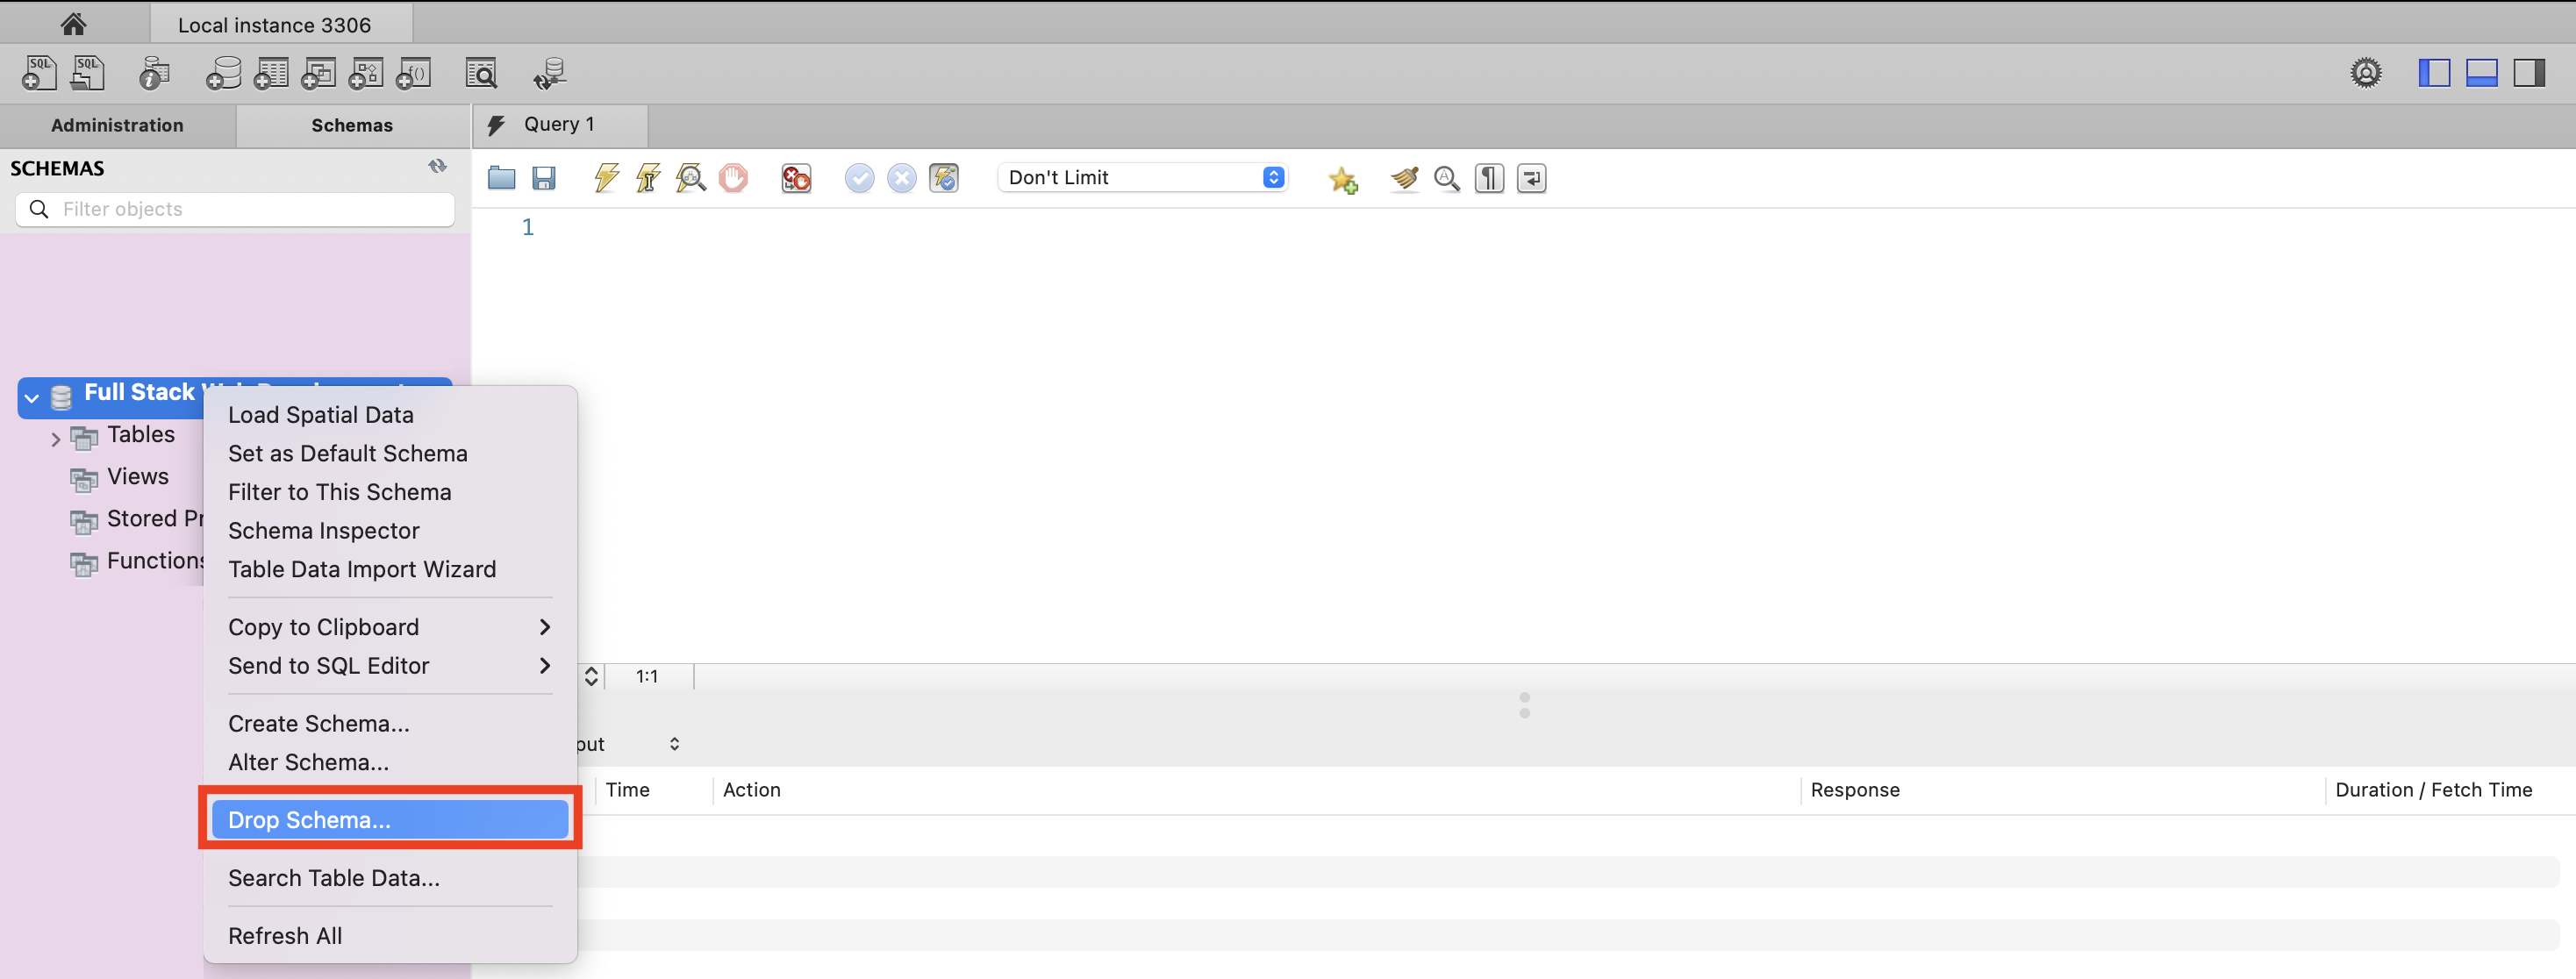 Local instance 3306
SQL
SQL
Administration
Schemas
Query 1
SCHEMAS
Filter objects
Don't Limit
1
Full Stack
Tables
Views
Stored
Functions
Load Spatial Data
Set as Default Schema
Filter to This Schema
Schema Inspector
Table Data Import Wizard
Copy to Clipboard
Send to SQL Editor
Create Schema...
Alter Schema...
Drop Schema...
Search Table Data...
Refresh All
1:1
put
Time
Action
Response
Duration / Fetch Time